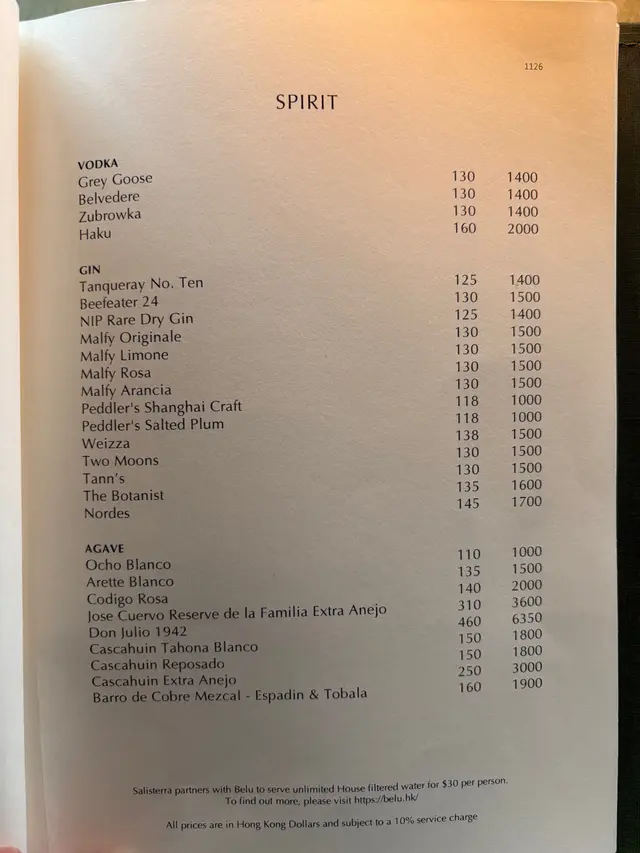 1126
SPIRIT
VODKA
Grey Goose 130 1400
Belvedere 130 1400
Zubrowka 130 1400
Haku 160 2000
GIN
Tanqueray No. Ten 125 1400
Beefeater 24 130 1500
NIP Rare Dry Gin 125 1400
Malfy Originale 130 1500
Malfy Limone 130 1500
Malfy Rosa 130 1500
Malfy Arancia 130 1500
Peddler's Shanghai Craft 118 1000
Peddler's Salted Plum 118 1000
Weizza 138 1500
Two Moons 130 1500
Tann's 130 1500
The Botanist 135 1600
Nordes 145 1700
AGAVE
Ocho Blanco 110 1000
Arette Blanco 135 1500
Codigo Rosa 140 2000
Jose Cuervo Reserve de la Familia Extra Anejo 310 3600
Don Julio 1942 460 6350
Cascahuin Tahona Blanco 150 1800
Cascahuin Reposado 150 1800
Cascahuin Extra Anejo 250 3000
Barro de Cobre Mezcal - Espadin & Tobala 160 1900
Salisterra partners with Belu to serve unlimited House filtered water for $30 per person.
To find out more, please visit https://belu.hk/
All prices are in Hong Kong Dollars and subject to a 10% service charge